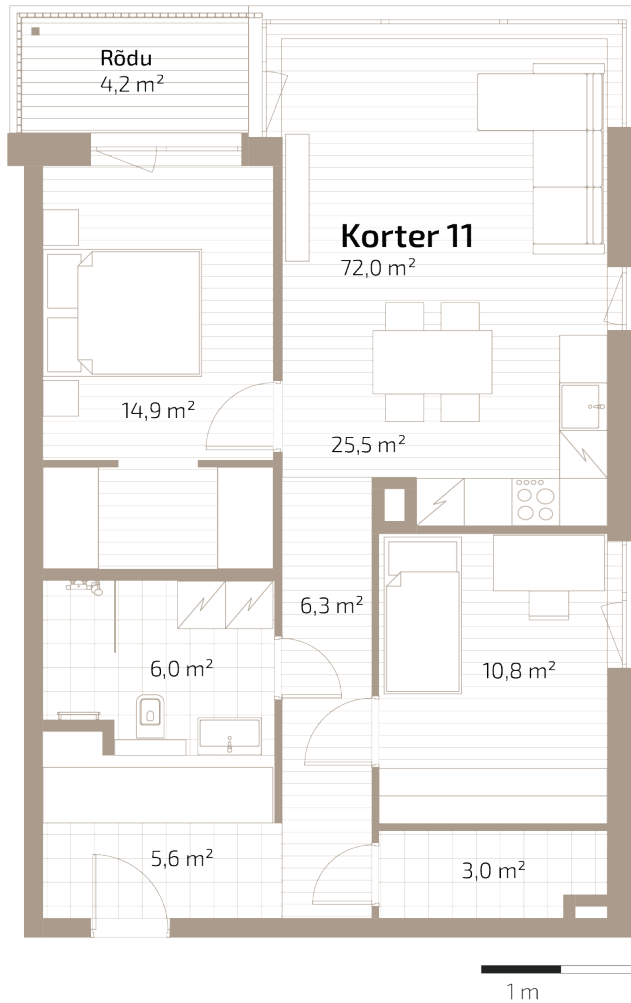 Rõdu
4,2 m²
Korter 11
72,0 m²
14,9 m²
25,5 m²
6,3 m²
6,0 m²
10,8 m²
5,6 m²
3,0 m²
1 m